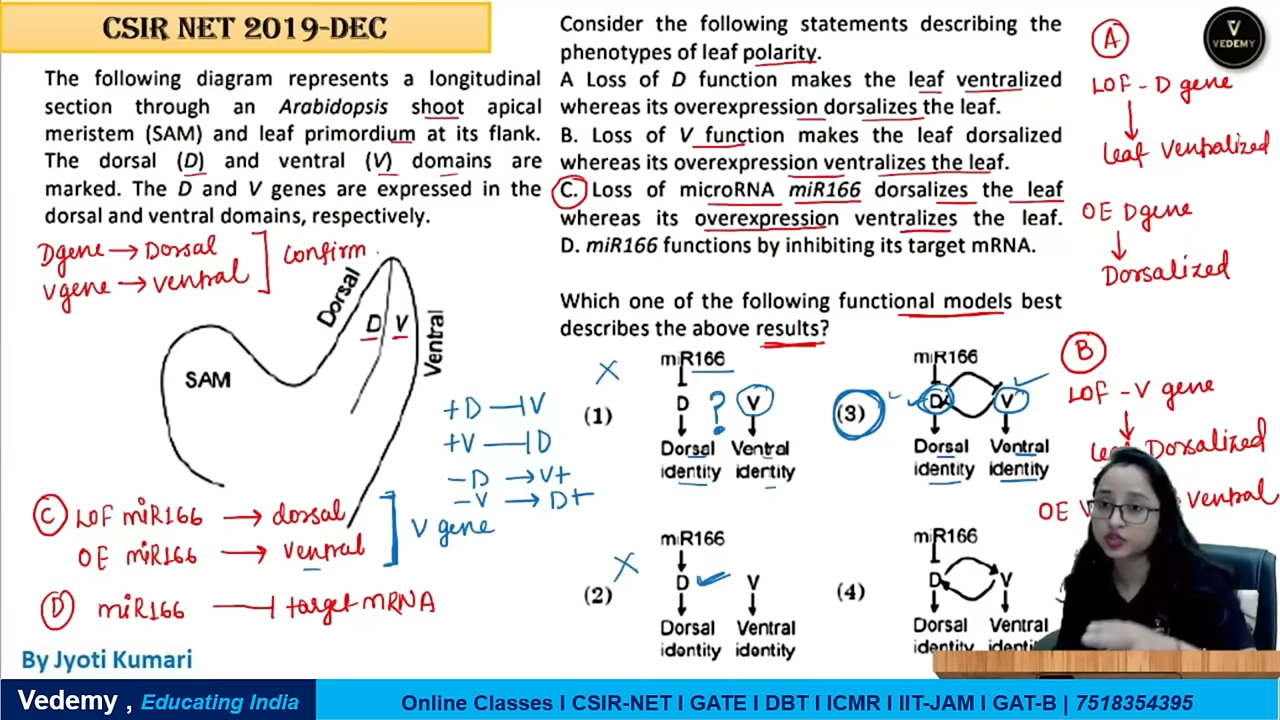 CSIR NET 2019-DEC
The following diagram represents a longitudinal
section through an Arabidopsis shoot apical
meristem (SAM) and leaf primordium at its flank.
The dorsal (D) and ventral (V) domains are
marked. The D and V genes are expressed in the
dorsal and ventral domains, respectively.
D gene → Dorsal
V gene → ventral
confirm
Dorsal
D V
Ventral
SAM
+D ⊣ V
+V ⊣ D
-D → V+
-V → D+
C LOF miR166 → dorsal
OE miR166 → ventral
V gene
D miR166 ⊣ target mRNA
By Jyoti Kumari
Consider the following statements describing the
phenotypes of leaf polarity.
A Loss of D function makes the leaf ventralized
whereas its overexpression dorsalizes the leaf.
B. Loss of V function makes the leaf dorsalized
whereas its overexpression ventralizes the leaf.
C. Loss of microRNA miR166 dorsalizes the leaf
whereas its overexpression ventralizes the leaf.
D. miR166 functions by inhibiting its target mRNA.
Which one of the following functional models best
describes the above results?
miR166
(1) D ? V
Dorsal Ventral
identity identity
miR166
(3) D V
Dorsal Ventral
identity identity
miR166
(2) D V
Dorsal Ventral
identity identity
miR166
(4) D V
Dorsal Ventral
identity
A
LOF - D gene
↓
leaf Ventralized
OE D gene
↓
Dorsalized
B
LOF - V gene
↓
Dorsalized
OE V
Ventral
VEDEMY
Vedemy , Educating India
Online Classes I CSIR-NET I GATE I DBT I ICMR I IIT-JAM I GAT-B | 7518354395